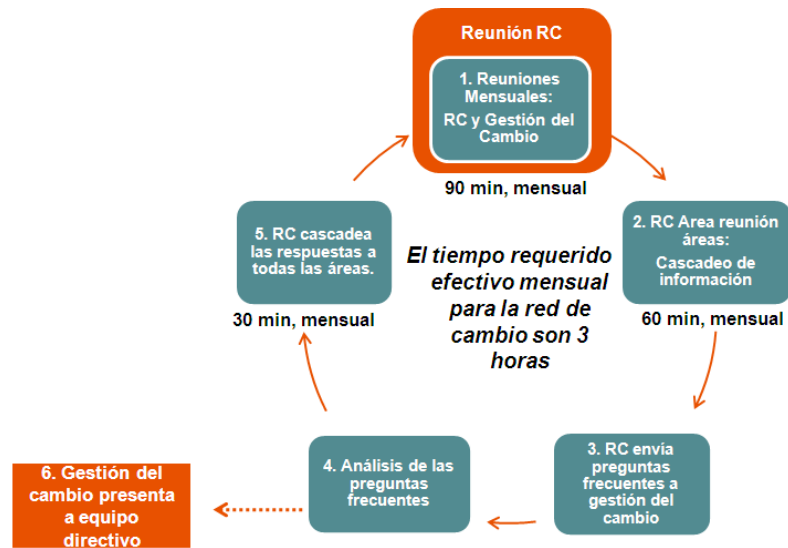 Reunión RC
1. Reuniones
Mensuales:
RC y Gestión del
Cambio
90 min, mensual
2. RC Area reunión
áreas:
Cascadeo de
información
60 min, mensual
3. RC envía
preguntas
frecuentes a
gestión del
cambio
4. Análisis de las
preguntas
frecuentes
5. RC cascadea
las respuestas a
todas las áreas.
30 min, mensual
6. Gestión del
cambio presenta
a equipo
directivo
El tiempo requerido
efectivo mensual
para la red de
cambio son 3
horas